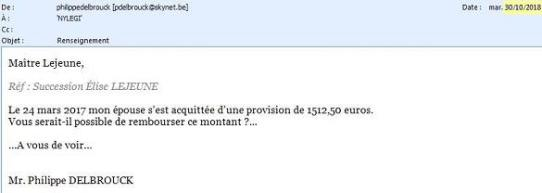 De : philippedelbrouck [pdelbrouck@skynet.be] Date : mar. 30/10/2018
À : 'NYLEGI'
Cc :
Objet : Renseignement
Maître Lejeune,
Réf : Succession Élise LEJEUNE
Le 24 mars 2017 mon épouse s'est acquittée d'une provision de 1512,50 euros.
Vous serait-il possible de rembourser ce montant ?...
...A vous de voir...
Mr. Philippe DELBROUCK